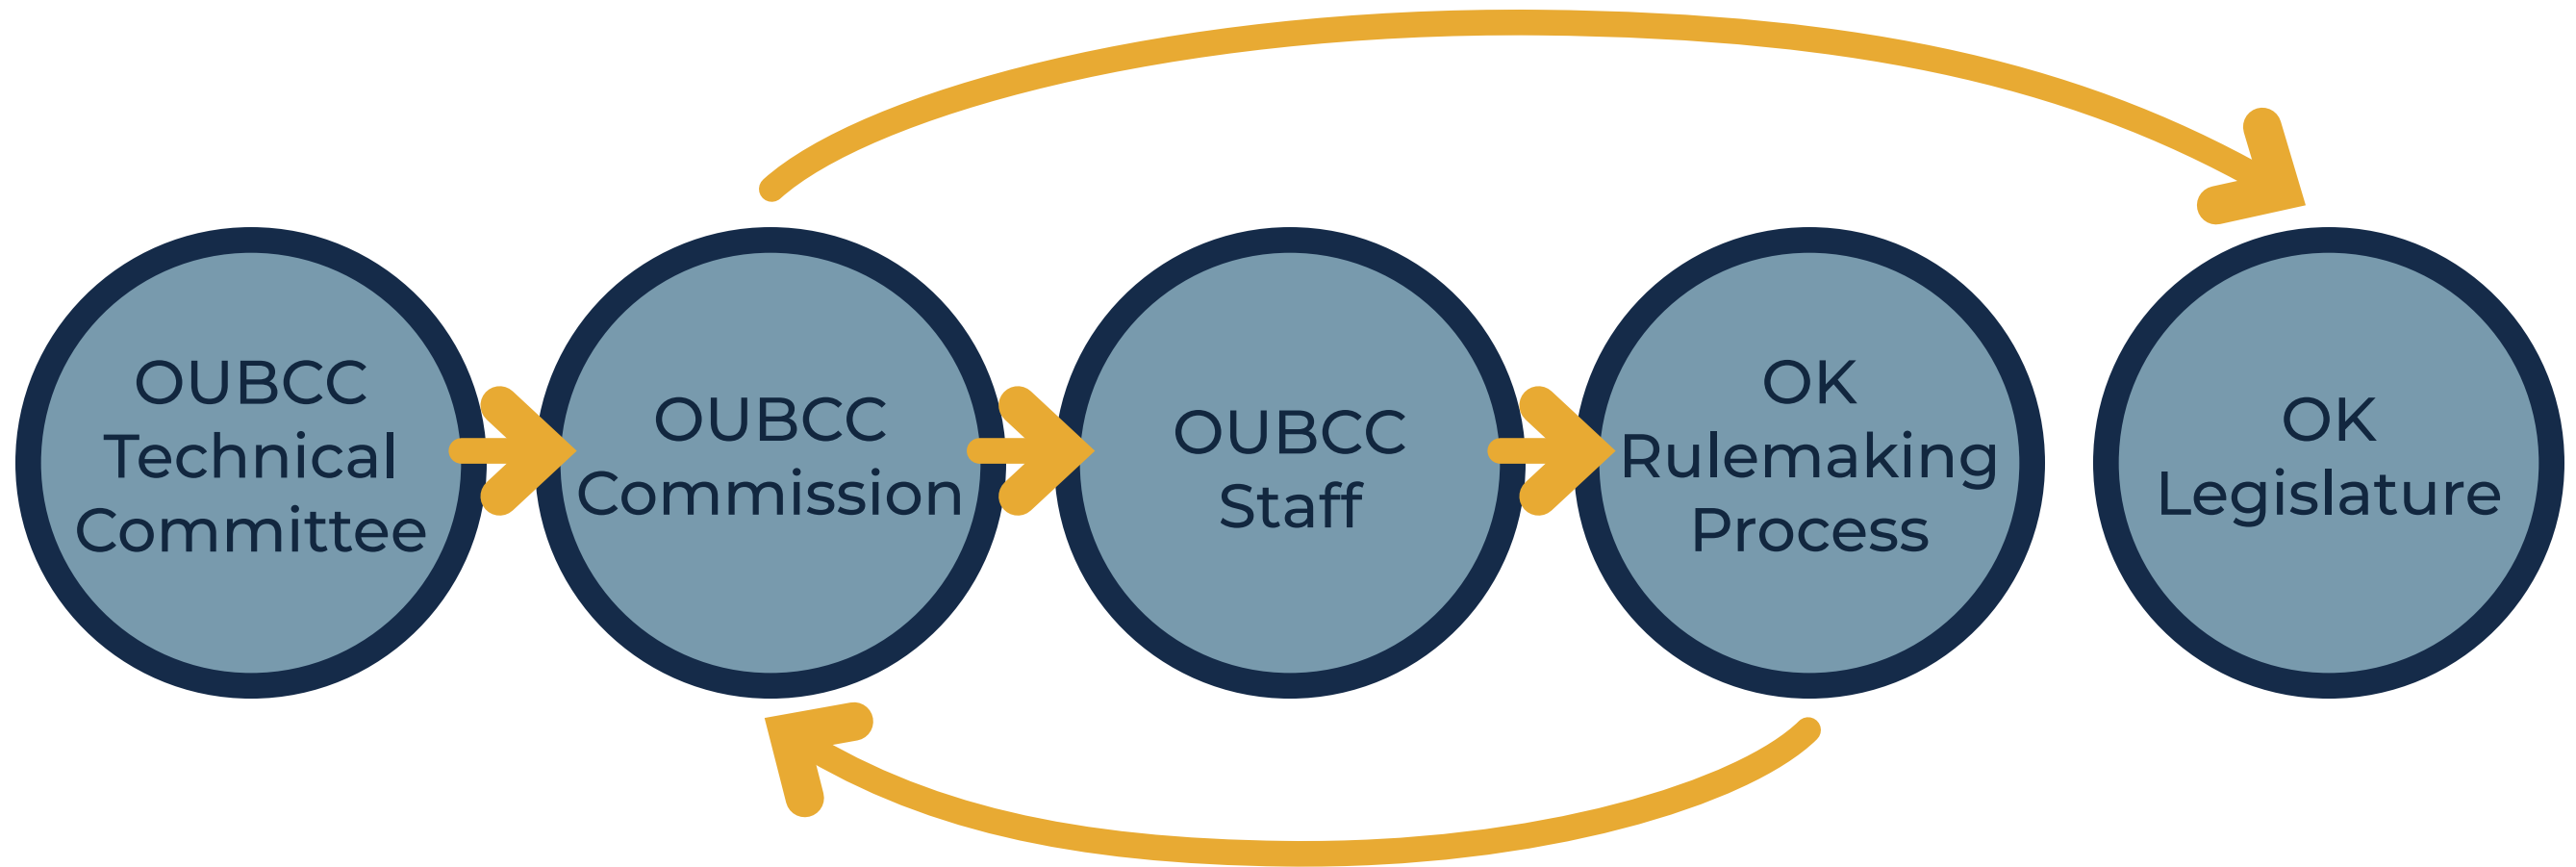 OUBCC
Technical
Committee
OUBCC
Commission
OUBCC
Staff
OK
Rulemaking
Process
OK
Legislature